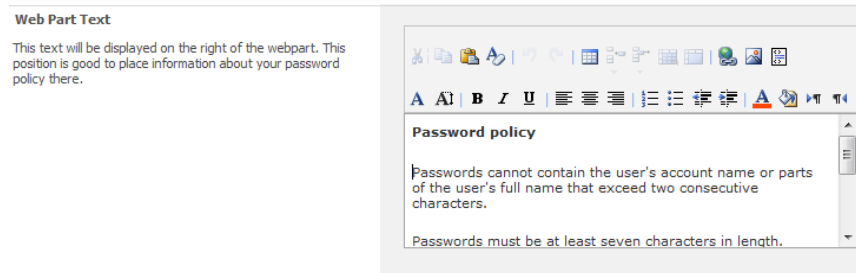 Web Part Text
This text will be displayed on the right of the webpart. This
position is good to place information about your password
policy there.
A A B I U A
Password policy
Passwords cannot contain the user's account name or parts
of the user's full name that exceed two consecutive
characters.
Passwords must be at least seven characters in length.